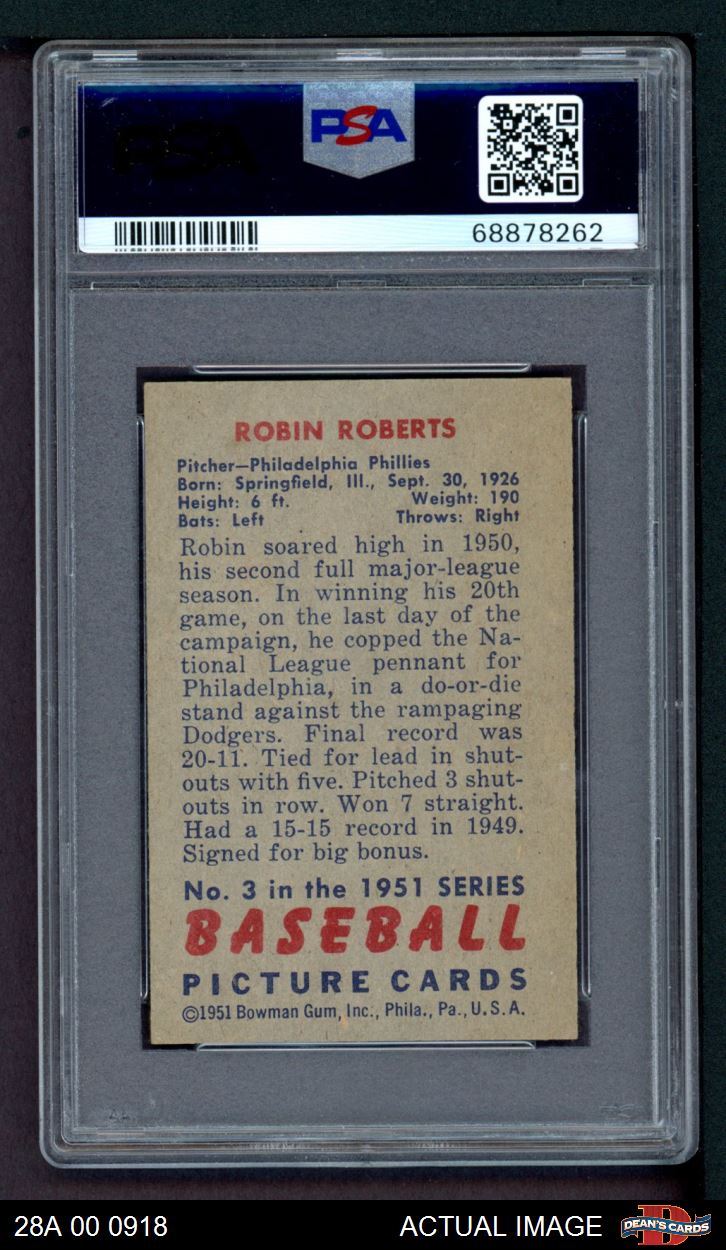 PSA
PSA
68878262
ROBIN ROBERTS
Pitcher—Philadelphia Phillies
Born: Springfield, Ill., Sept. 30, 1926
Height: 6 ft. Weight: 190
Bats: Left Throws: Right
Robin soared high in 1950,
his second full major-league
season. In winning his 20th
game, on the last day of the
campaign, he copped the Na-
tional League pennant for
Philadelphia, in a do-or-die
stand against the rampaging
Dodgers. Final record was
20-11. Tied for lead in shut-
outs with five. Pitched 3 shut-
outs in row. Won 7 straight.
Had a 15-15 record in 1949.
Signed for big bonus.
No. 3 in the 1951 SERIES
BASEBALL
PICTURE CARDS
©1951 Bowman Gum, Inc., Phila., Pa., U.S.A.
28A 00 0918 ACTUAL IMAGE DEAN'S CARDS